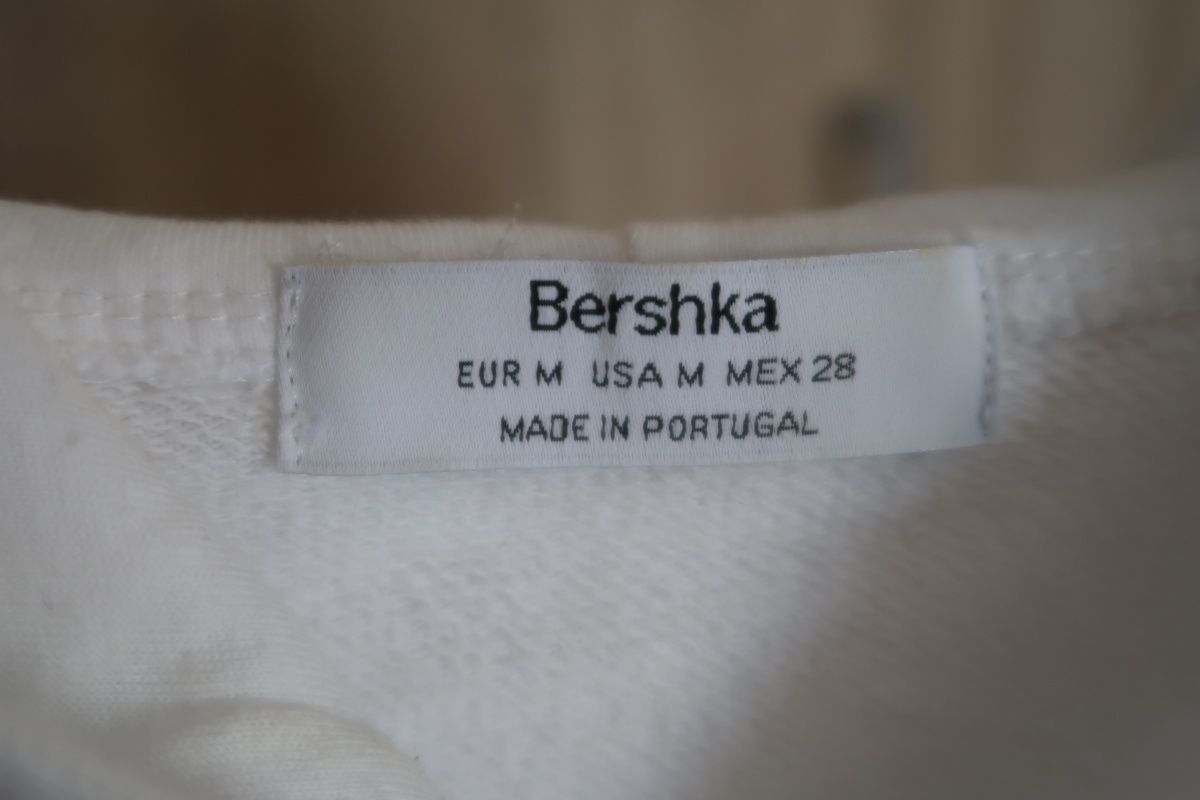 Bershka
EUR M USA M MEX 28
MADE IN PORTUGAL